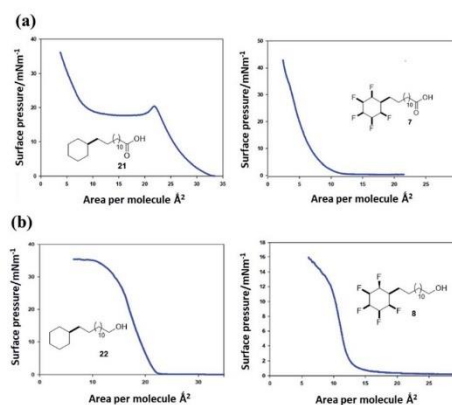 (a)
Surface pressure/mNm⁻¹
40
30
20
10
0
OH
O
( )10
21
0 5 10 15 20 25 30 35
Area per molecule Å²
Surface pressure/mNm⁻¹
50
40
30
20
10
0
F
F
F
F
F
OH
O
( )10
7
0 5 10 15 20 25
Area per molecule Å²
(b)
Surface pressure/mNm⁻¹
40
30
20
10
0
OH
( )10
22
0 10 20 30
Area per molecule Å²
Surface pressure/mNm⁻¹
18
16
14
12
10
8
6
4
2
0
F
F
F
F
F
OH
( )10
8
0 5 10 15 20 25
Area per molecule Å²